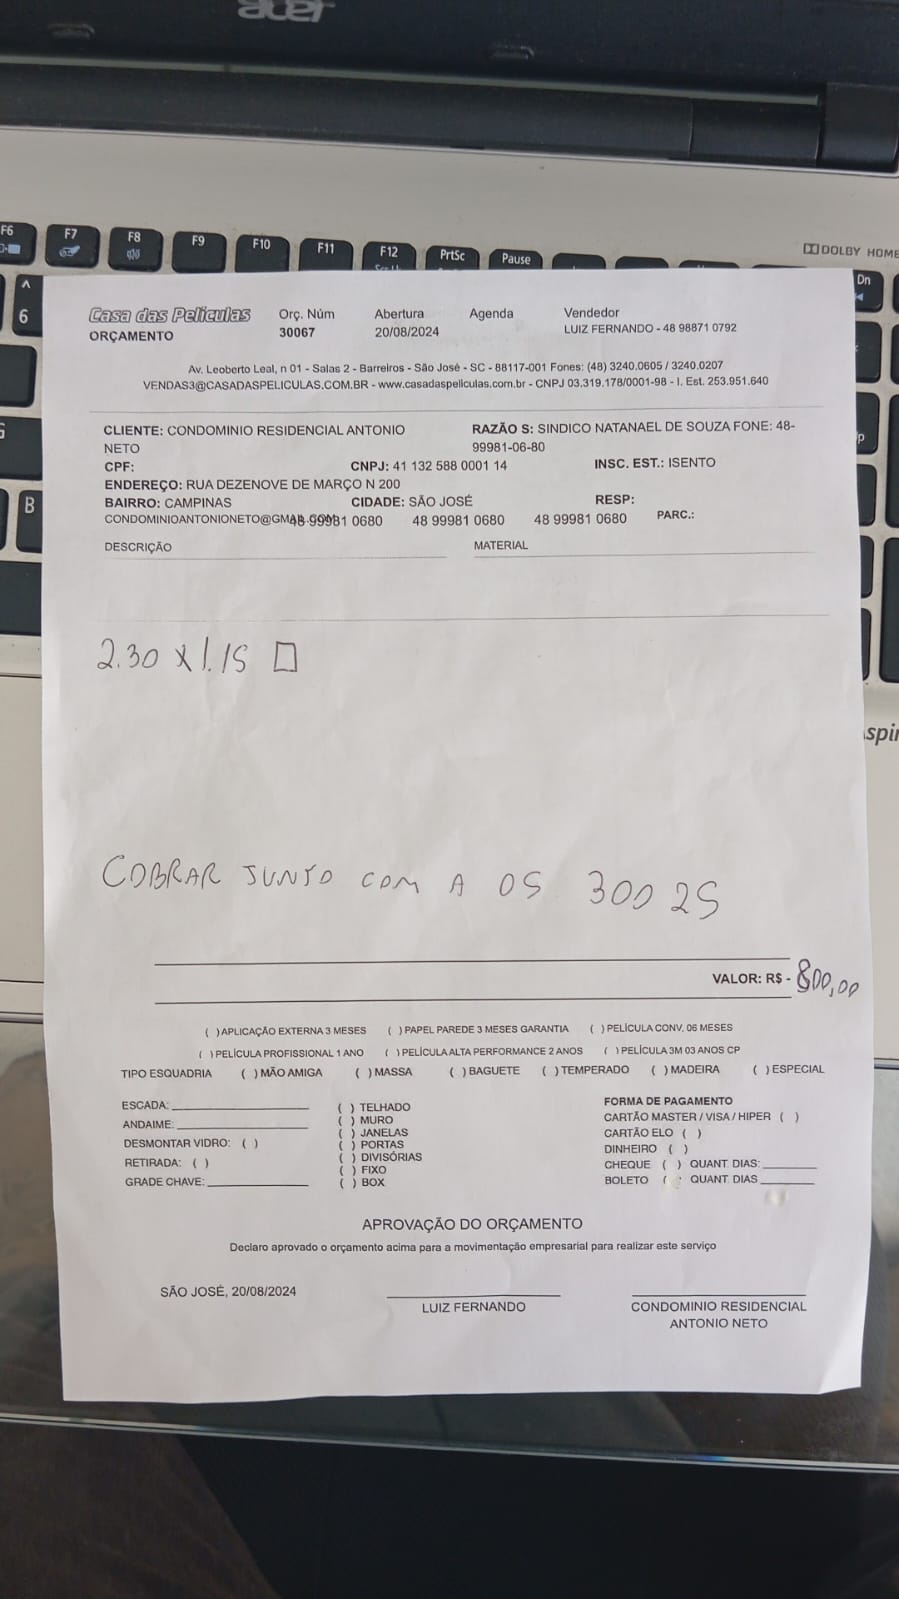 acer
F6 F7 F8 F9 F10 F11 F12 PrtSc Pause
DOLBY HOME
Dn
6
B
Casa das Películas
ORÇAMENTO
Orç. Núm
30067
Abertura
20/08/2024
Agenda
Vendedor
LUIZ FERNANDO - 48 98871 0792
Av. Leoberto Leal, n 01 - Salas 2 - Barreiros - São José - SC - 88117-001 Fones: (48) 3240.0605 / 3240.0207
VENDAS3@CASADASPELICULAS.COM.BR - www.casadaspeliculas.com.br - CNPJ 03.319.178/0001-98 - I. Est. 253.951.640
CLIENTE: CONDOMINIO RESIDENCIAL ANTONIO NETO
RAZÃO S: SINDICO NATANAEL DE SOUZA FONE: 48-
99981-06-80
CPF: CNPJ: 41 132 588 0001 14 INSC. EST.: ISENTO
ENDEREÇO: RUA DEZENOVE DE MARÇO N 200
BAIRRO: CAMPINAS CIDADE: SÃO JOSÉ RESP:
CONDOMINIOANTONIONETO@GMAIL.COM 48 99981 0680 48 99981 0680 48 99981 0680 PARC.:
DESCRIÇÃO MATERIAL
2.30 X 1.15
COBRAR JUNTO COM A OS 30025
VALOR: R$ - 800,00
( ) APLICAÇÃO EXTERNA 3 MESES ( ) PAPEL PAREDE 3 MESES GARANTIA ( ) PELÍCULA CONV. 06 MESES
( ) PELÍCULA PROFISSIONAL 1 ANO ( ) PELÍCULA ALTA PERFORMANCE 2 ANOS ( ) PELÍCULA 3M 03 ANOS CP
TIPO ESQUADRIA ( ) MÃO AMIGA ( ) MASSA ( ) BAGUETE ( ) TEMPERADO ( ) MADEIRA ( ) ESPECIAL
ESCADA:
ANDAIME:
DESMONTAR VIDRO: ( )
RETIRADA: ( )
GRADE CHAVE:
( ) TELHADO
( ) MURO
( ) JANELAS
( ) PORTAS
( ) DIVISÓRIAS
( ) FIXO
( ) BOX
FORMA DE PAGAMENTO
CARTÃO MASTER / VISA / HIPER ( )
CARTÃO ELO ( )
DINHEIRO ( )
CHEQUE ( ) QUANT. DIAS:
BOLETO ( ) QUANT. DIAS
APROVAÇÃO DO ORÇAMENTO
Declaro aprovado o orçamento acima para a movimentação empresarial para realizar este serviço
SÃO JOSÉ, 20/08/2024
LUIZ FERNANDO
CONDOMINIO RESIDENCIAL
ANTONIO NETO